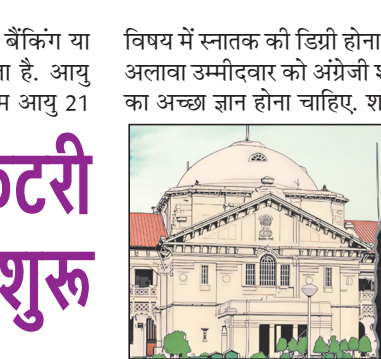 बैंकिंग या
ता है. आयु
म आयु 21
टरी
शुरू
विषय में स्नातक की डिग्री होना
अलावा उम्मीदवार को अंग्रेजी
का अच्छा ज्ञान होना चाहिए.